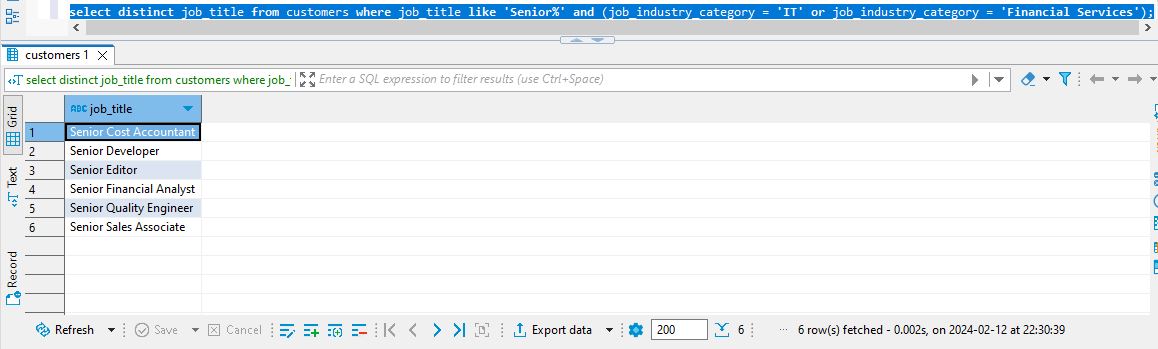 select distinct job_title from customers where job_title like 'Senior%' and (job_industry_category = 'IT' or job_industry_category = 'Financial Services');
customers 1
select distinct job_title from customers where job_
Enter a SQL expression to filter results (use Ctrl+Space)
Grid
Text
Record
ABC job_title
1 Senior Cost Accountant
2 Senior Developer
3 Senior Editor
4 Senior Financial Analyst
5 Senior Quality Engineer
6 Senior Sales Associate
Refresh Save Cancel Export data 200 6 ... 6 row(s) fetched - 0.002s, on 2024-02-12 at 22:30:39